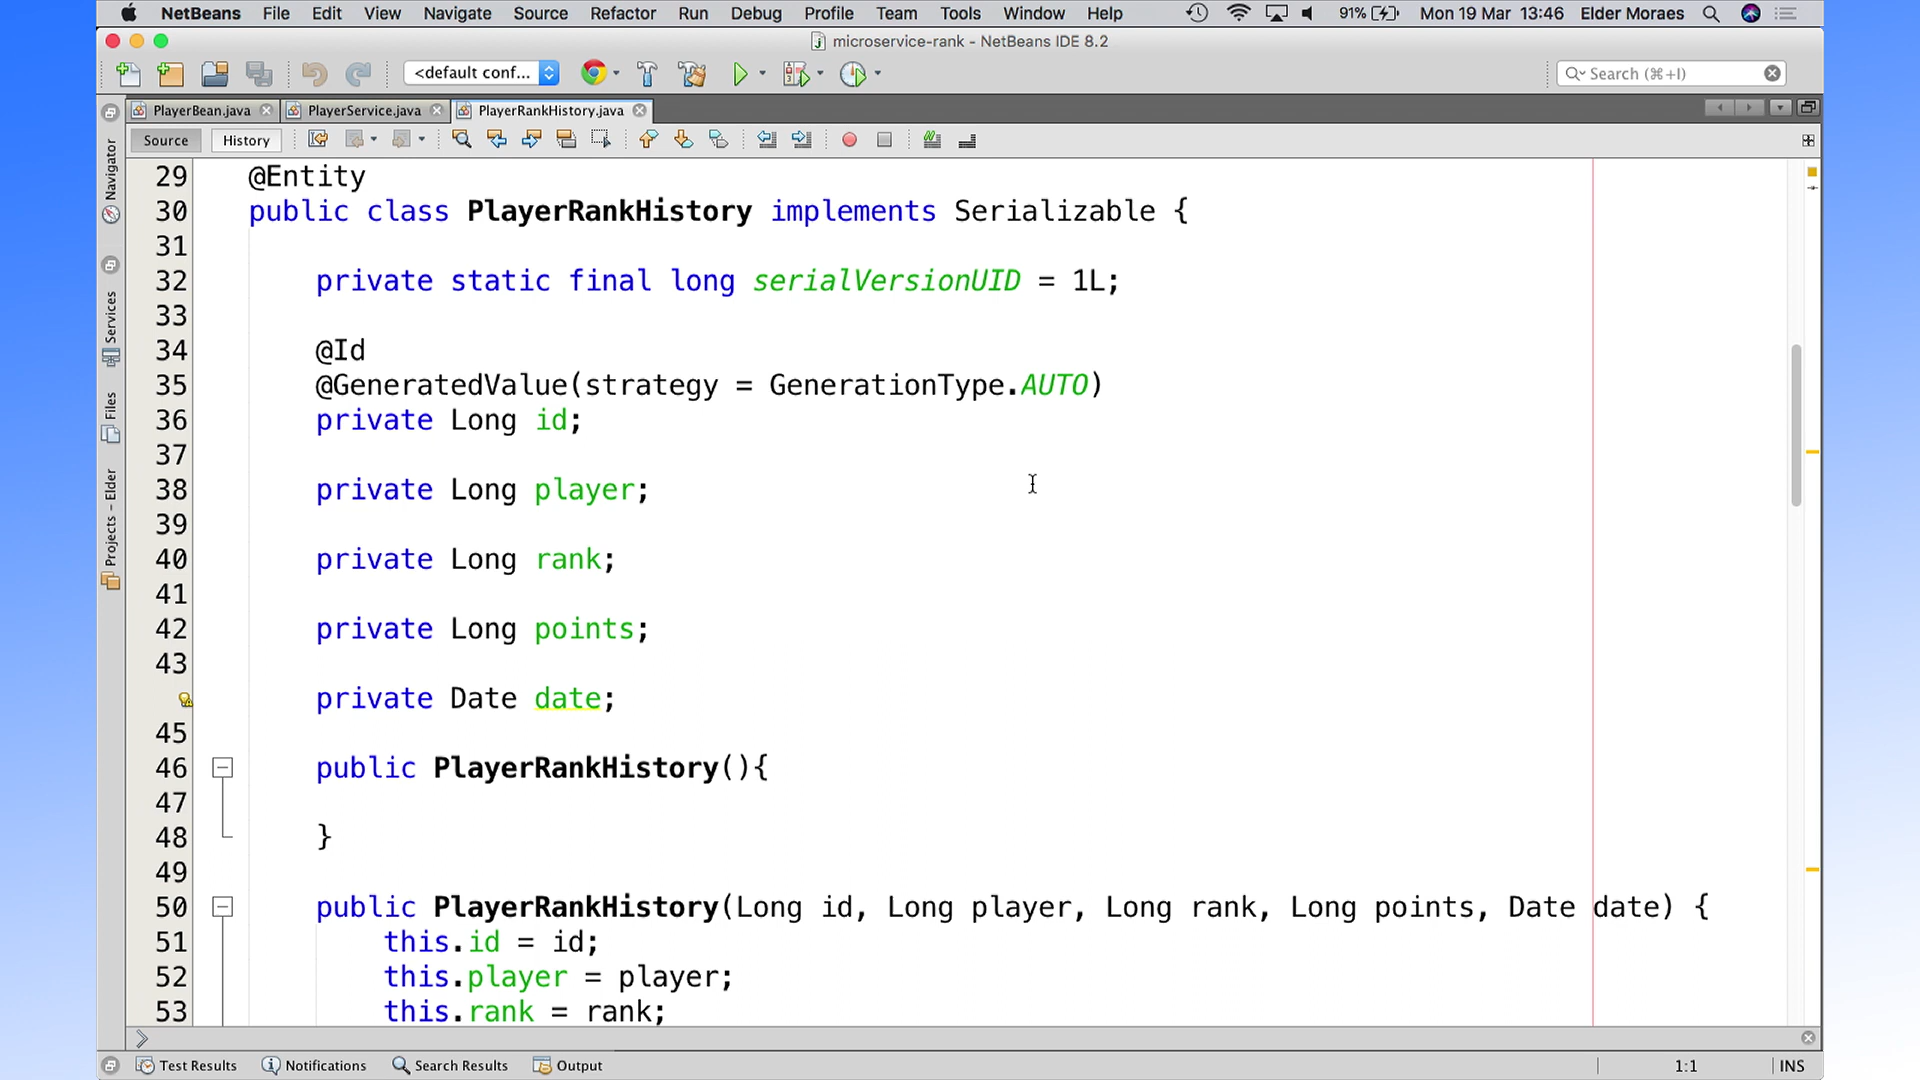 NetBeans File Edit View Navigate Source Refactor Run Debug Profile Team Tools Window Help 91% Mon 19 Mar 13:46 Elder Moraes
microservice-rank - NetBeans IDE 8.2
<default conf... Search (⌘+I)
PlayerBean.java PlayerService.java PlayerRankHistory.java
Source History
Navigator
Services
Files
Projects - Elder
29 @Entity
30 public class PlayerRankHistory implements Serializable {
31
32 private static final long serialVersionUID = 1L;
33
34 @Id
35 @GeneratedValue(strategy = GenerationType.AUTO)
36 private Long id;
37
38 private Long player;
39
40 private Long rank;
41
42 private Long points;
43
private Date date;
45
46 public PlayerRankHistory(){
47
48 }
49
50 public PlayerRankHistory(Long id, Long player, Long rank, Long points, Date date) {
51 this.id = id;
52 this.player = player;
53 this.rank = rank;
Test Results Notifications Search Results Output 1:1 INS